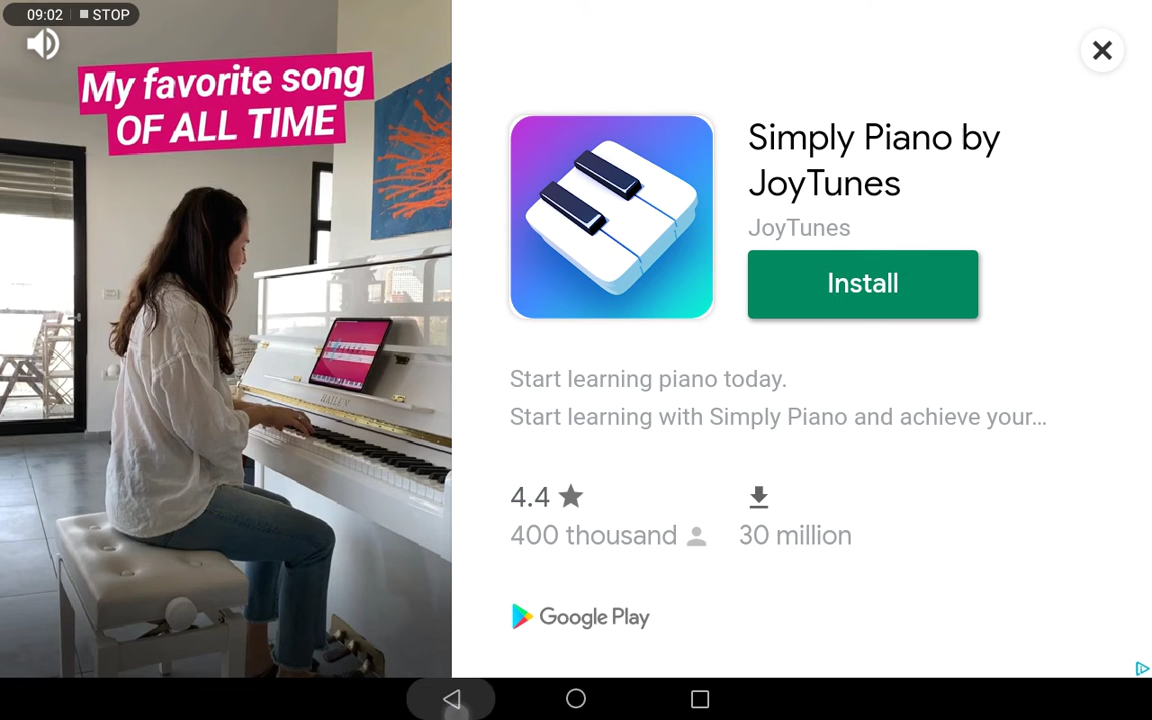 09:02 STOP
My favorite song
OF ALL TIME
Simply Piano by
JoyTunes
JoyTunes
Install
Start learning piano today.
Start learning with Simply Piano and achieve your...
4.4
400 thousand
30 million
Google Play